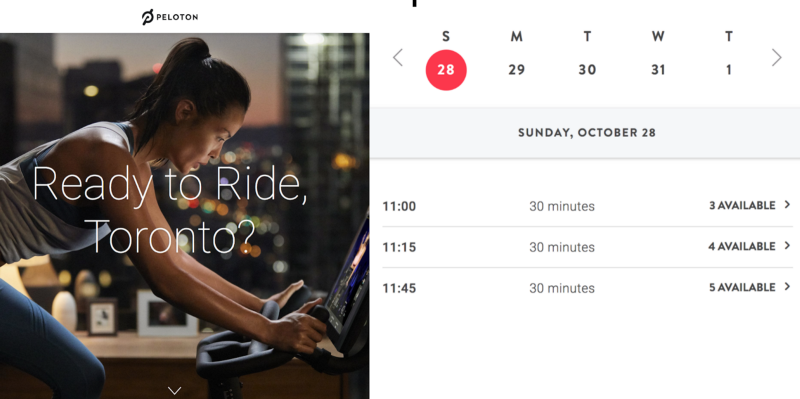 PELOTON
Ready to Ride,
Toronto?
S M T W T
28 29 30 31 1
SUNDAY, OCTOBER 28
11:00 30 minutes 3 AVAILABLE
11:15 30 minutes 4 AVAILABLE
11:45 30 minutes 5 AVAILABLE